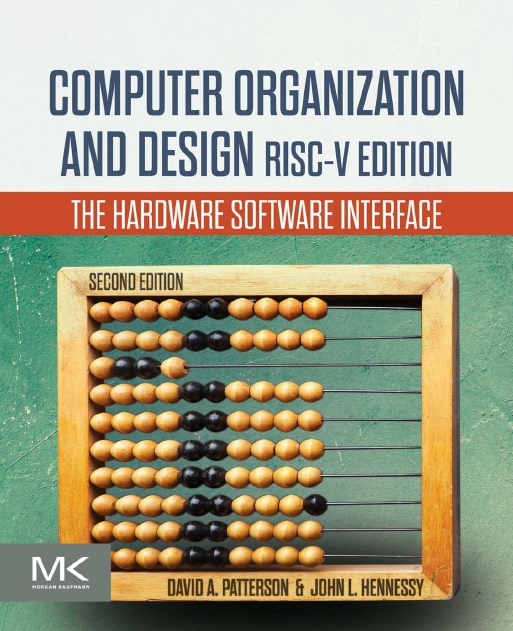 COMPUTER ORGANIZATION
AND DESIGN RISC-V EDITION
THE HARDWARE SOFTWARE INTERFACE
SECOND EDITION
MK
MORGAN KAUFMANN
DAVID A. PATTERSON & JOHN L. HENNESSY